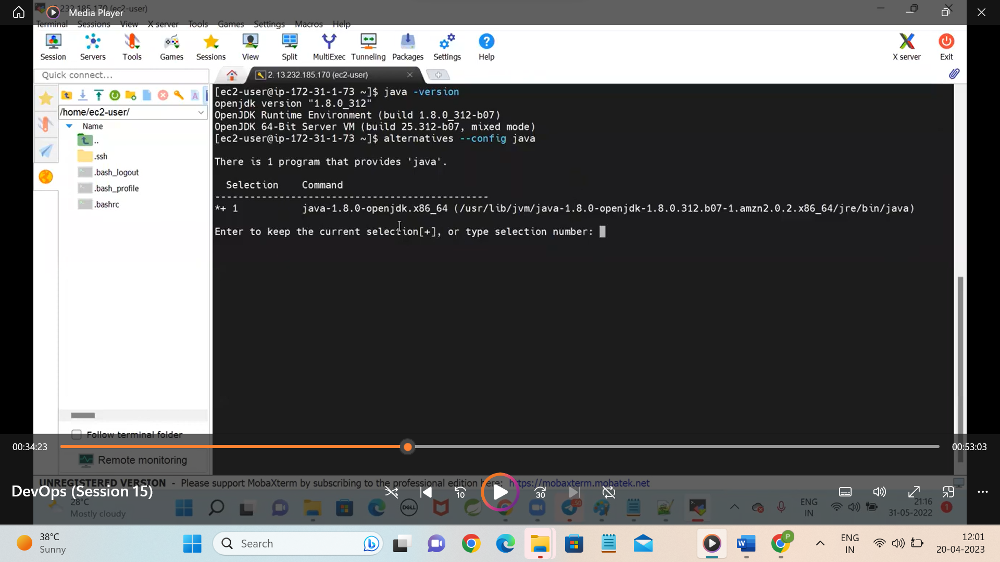 2. 13.232.185.170 (ec2-user)
Media Player
Terminal Sessions View X server Tools Games Settings Macros Help
Session Servers Tools Games Sessions View Split MultiExec Tunneling Packages Settings Help X server Exit
Quick connect...
2. 13.232.185.170 (ec2-user)
/home/ec2-user/
Name
..
.ssh
.bash_logout
.bash_profile
.bashrc
[ec2-user@ip-172-31-1-73 ~]$ java -version
openjdk version "1.8.0_312"
OpenJDK Runtime Environment (build 1.8.0_312-b07)
OpenJDK 64-Bit Server VM (build 25.312-b07, mixed mode)
[ec2-user@ip-172-31-1-73 ~]$ alternatives --config java
There is 1 program that provides 'java'.
Selection Command
-----------------------------------------------
*+ 1 java-1.8.0-openjdk.x86_64 (/usr/lib/jvm/java-1.8.0-openjdk-1.8.0.312.b07-1.amzn2.0.2.x86_64/jre/bin/java)
Enter to keep the current selection[+], or type selection number:
Follow terminal folder
00:34:23
00:53:03
Remote monitoring
UNREGISTERED VERSION - Please support MobaXterm by subscribing to the professional edition here: https://mobaxterm.mobatek.net
DevOps (Session 15)
10
30
28°C
Mostly cloudy
DELL
50
ENG
IN
21:16
31-05-2022
1
38°C
Sunny
Search
W
P
ENG
IN
12:01
20-04-2023